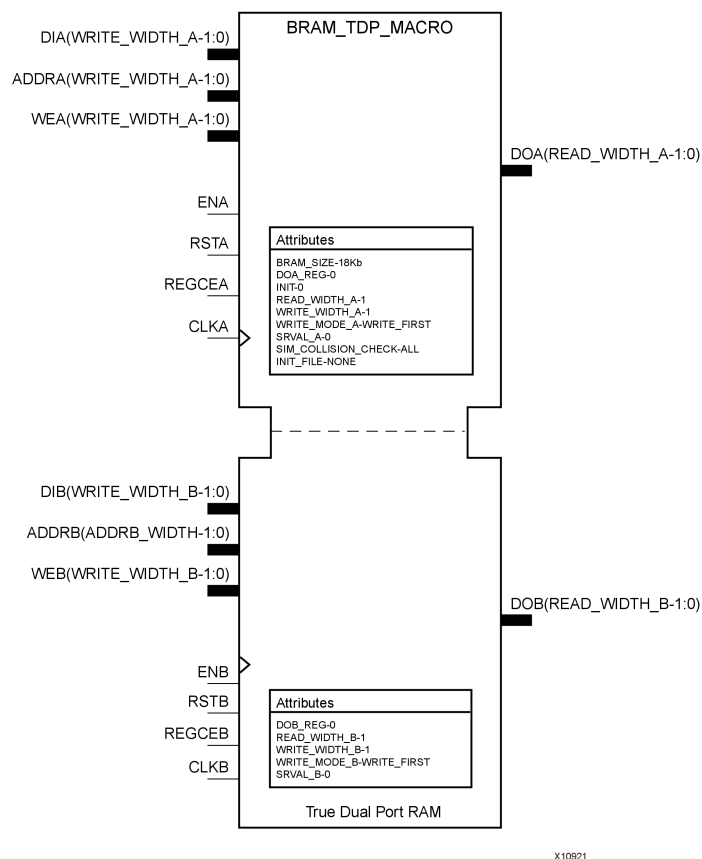 BRAM_TDP_MACRO
DIA(WRITE_WIDTH_A-1:0)
ADDRA(WRITE_WIDTH_A-1:0)
WEA(WRITE_WIDTH_A-1:0)
DOA(READ_WIDTH_A-1:0)
ENA
RSTA
REGCEA
CLKA
Attributes
BRAM_SIZE-18Kb
DOA_REG-0
INIT-0
READ_WIDTH_A-1
WRITE_WIDTH_A-1
WRITE_MODE_A-WRITE_FIRST
SRVAL_A-0
SIM_COLLISION_CHECK-ALL
INIT_FILE-NONE
DIB(WRITE_WIDTH_B-1:0)
ADDRB(ADDRB_WIDTH-1:0)
WEB(WRITE_WIDTH_B-1:0)
DOB(READ_WIDTH_B-1:0)
ENB
RSTB
REGCEB
CLKB
Attributes
DOB_REG-0
READ_WIDTH_B-1
WRITE_WIDTH_B-1
WRITE_MODE_B-WRITE_FIRST
SRVAL_B-0
True Dual Port RAM
X10921